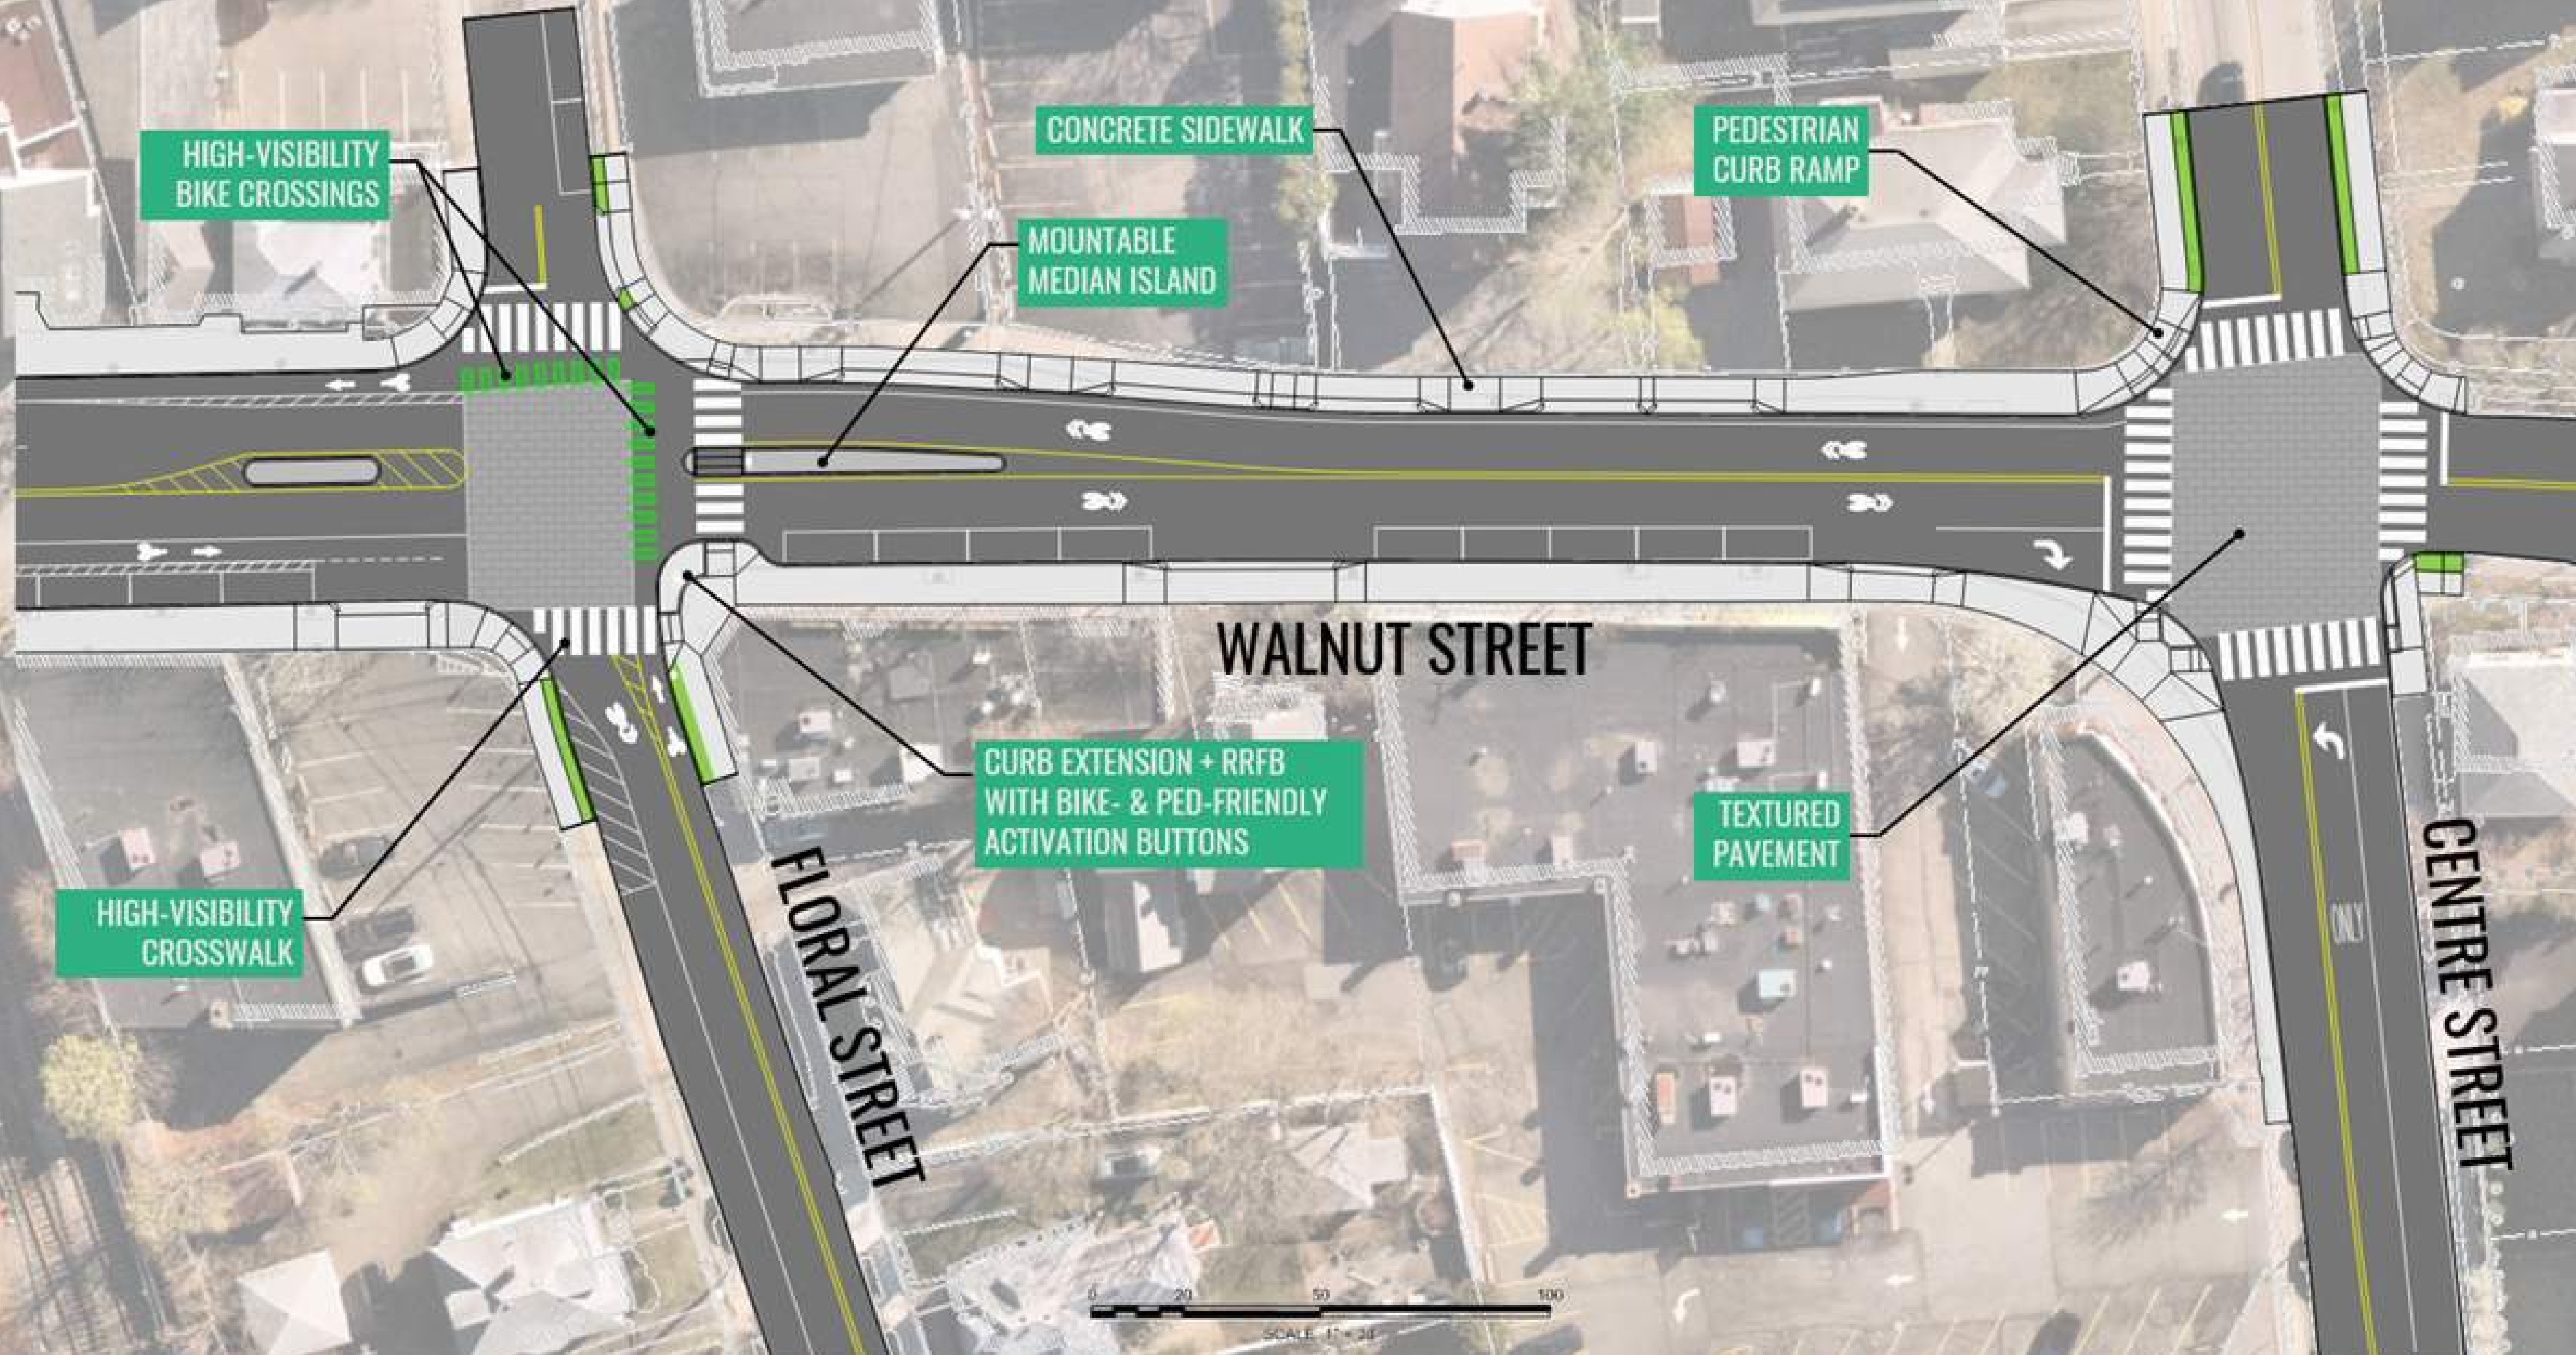 HIGH-VISIBILITY
BIKE CROSSINGS
CONCRETE SIDEWALK
PEDESTRIAN
CURB RAMP
MOUNTABLE
MEDIAN ISLAND
WALNUT STREET
CURB EXTENSION + RRFB
WITH BIKE- & PED-FRIENDLY
ACTIVATION BUTTONS
TEXTURED
PAVEMENT
HIGH-VISIBILITY
CROSSWALK
FLORAL STREET
CENTRE STREET
ONLY
0 20 50 100
SCALE